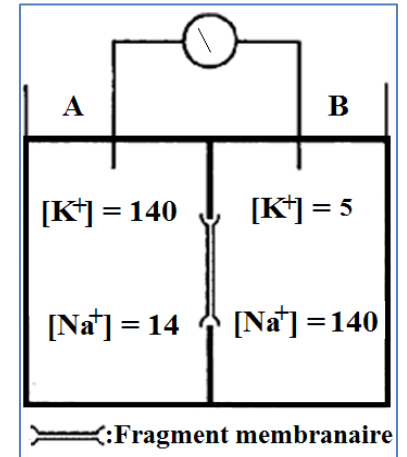 A B
[K+] = 140 [K+] = 5
[Na+] = 14 [Na+] = 140
:Fragment membranaire